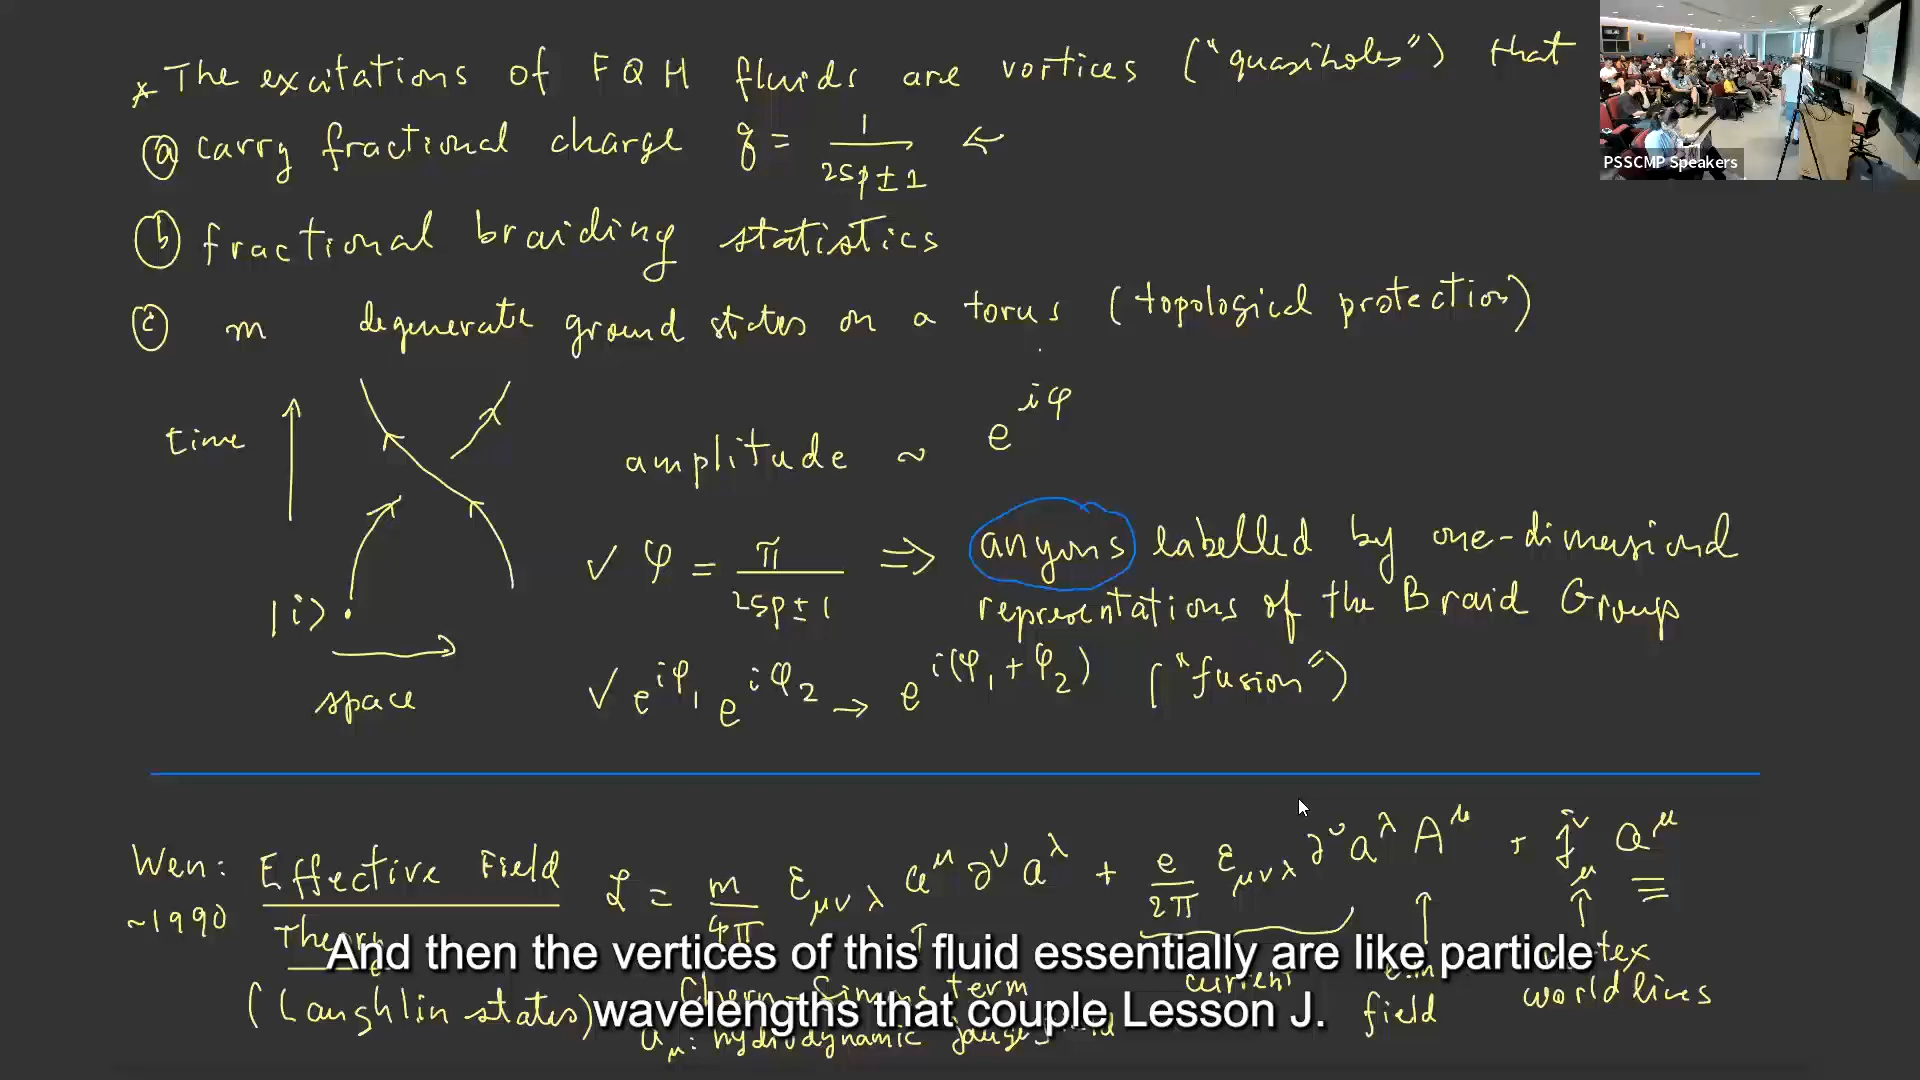 * The excitations of FQH fluids are vortices ("quasiholes") that
(a) carry fractional charge q = 1/(2sp ± 1) ←
(b) fractional braiding statistics
(c) m degenerate ground states on a torus (topological protection)
time
amplitude ~ e^{iφ}
✓ φ = π/(2sp ± 1) ⇒ anyons labelled by one-dimensional
representations of the Braid Group
|i>
space
✓ e^{iφ₁} e^{iφ₂} → e^{i(φ₁ + φ₂)} ("fusion")
Wen: Effective Field Theory
~1990
(Laughlin states)
ℒ = m/4π ε_{μνλ} a^μ ∂^ν a^λ + e/2π ε_{μνλ} ∂^ν a^λ A^μ + j^v_μ a^μ
Chern-Simons term
current
field
world lines
a_μ: hydrodynamic gauge
And then the vertices of this fluid essentially are like particle
wavelengths that couple Lesson J.
PSSCMP Speakers